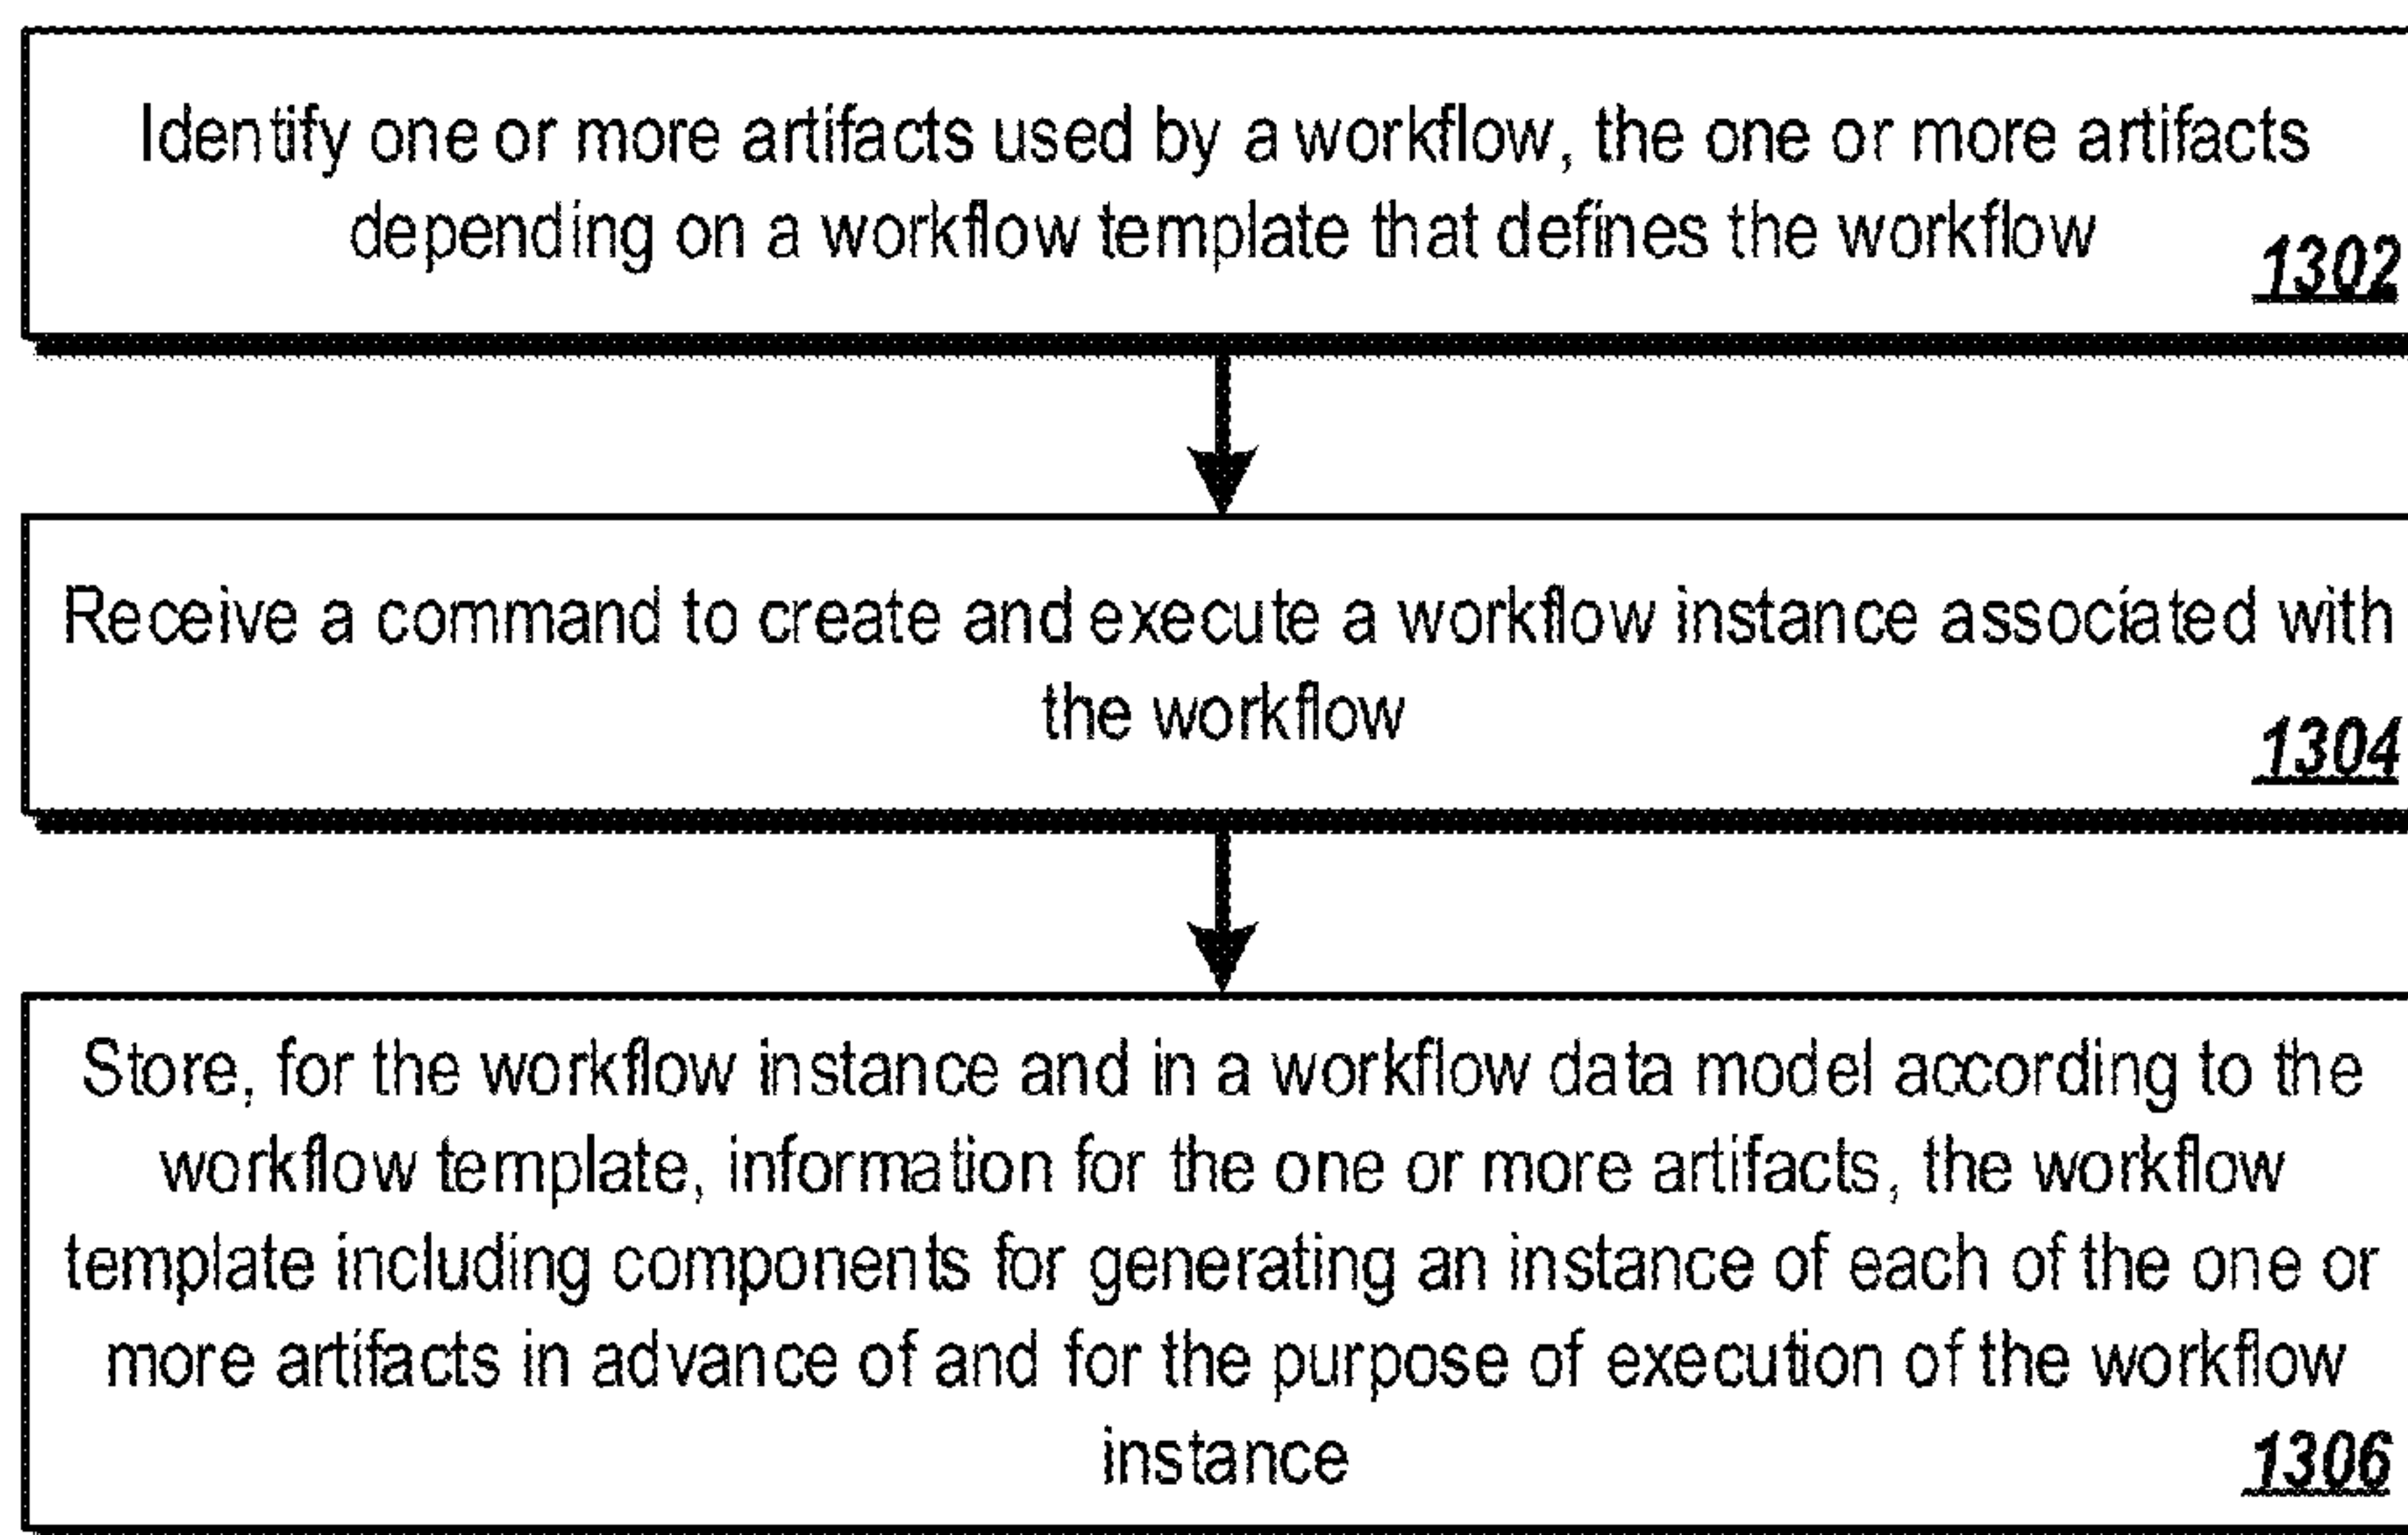 Identify one or more artifacts used by a workflow, the one or more artifacts
depending on a workflow template that defines the workflow
1302
Receive a command to create and execute a workflow instance associated with
the workflow
1304
Store, for the workflow instance and in a workflow data model according to the
workflow template, information for the one or more artifacts, the workflow
template including components for generating an instance of each of the one or
more artifacts in advance of and for the purpose of execution of the workflow
instance
1306